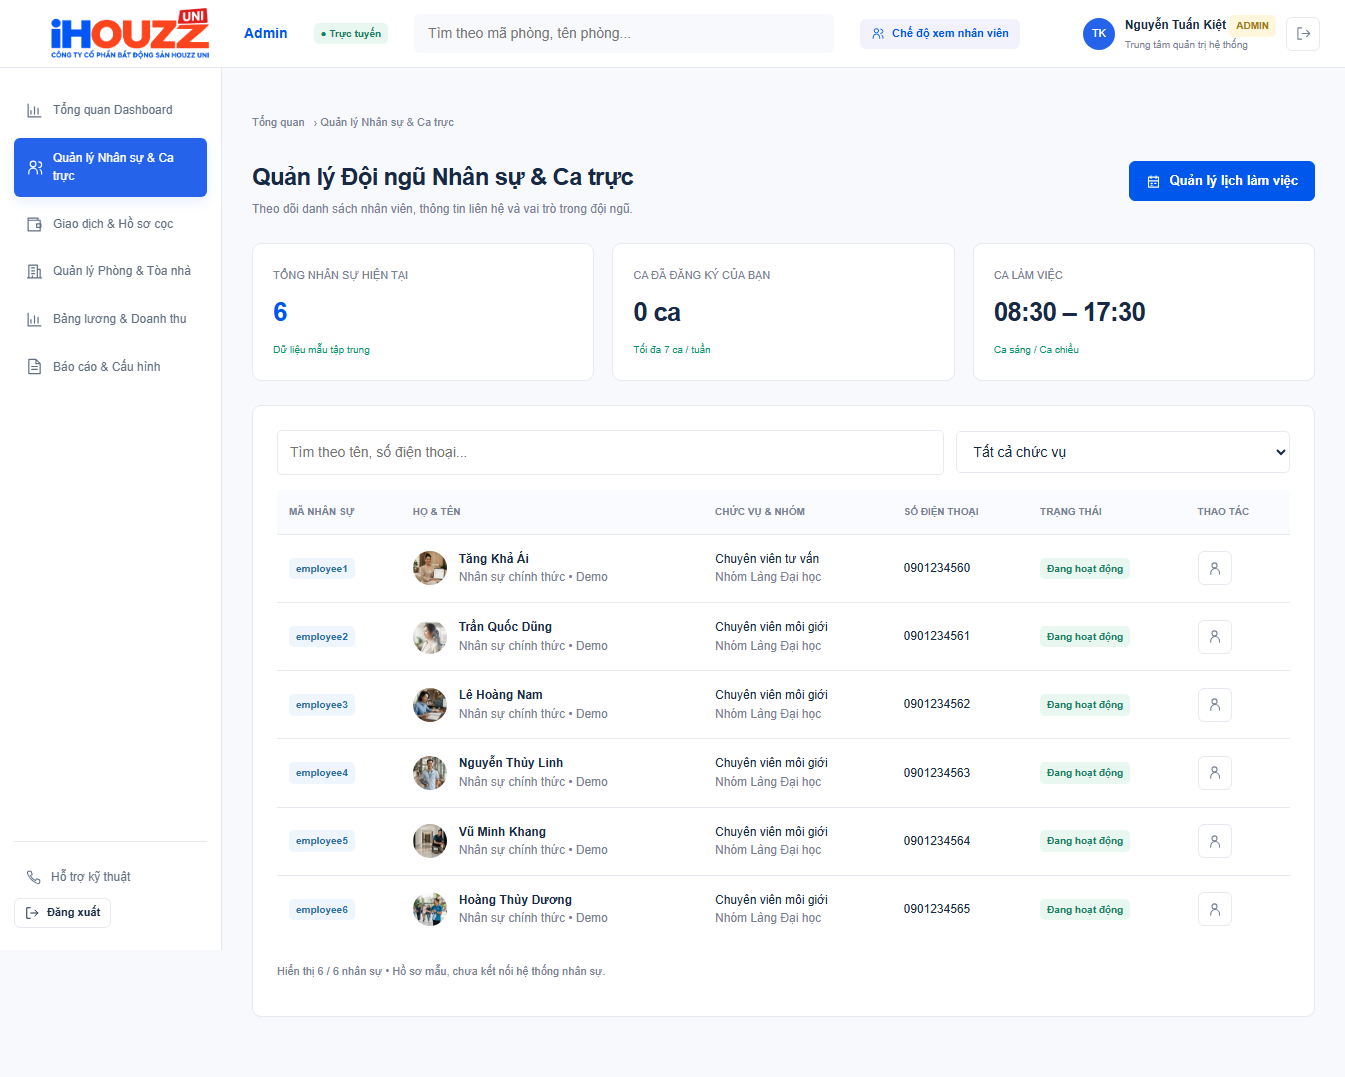 iHOUZZ UNI
CÔNG TY CỔ PHẦN BẤT ĐỘNG SẢN HOUZZ UNI
Admin
Trực tuyến
Tìm theo mã phòng, tên phòng...
Chế độ xem nhân viên
TK
Nguyễn Tuấn Kiệt ADMIN
Trung tâm quản trị hệ thống
Tổng quan Dashboard
Quản lý Nhân sự & Ca
trực
Giao dịch & Hồ sơ cọc
Quản lý Phòng & Tòa nhà
Bảng lương & Doanh thu
Báo cáo & Cấu hình
Hỗ trợ kỹ thuật
Đăng xuất
Tổng quan › Quản lý Nhân sự & Ca trực
Quản lý Đội ngũ Nhân sự & Ca trực
Theo dõi danh sách nhân viên, thông tin liên hệ và vai trò trong đội ngũ.
Quản lý lịch làm việc
TỔNG NHÂN SỰ HIỆN TẠI
6
Dữ liệu mẫu tập trung
CA ĐÃ ĐĂNG KÝ CỦA BẠN
0 ca
Tối đa 7 ca / tuần
CA LÀM VIỆC
08:30 – 17:30
Ca sáng / Ca chiều
Tìm theo tên, số điện thoại...
Tất cả chức vụ
MÃ NHÂN SỰ HỌ & TÊN CHỨC VỤ & NHÓM SỐ ĐIỆN THOẠI TRẠNG THÁI THAO TÁC
employee1 Tăng Khả Ái Chuyên viên tư vấn 0901234560 Đang hoạt động
Nhân sự chính thức • Demo Nhóm Làng Đại học
employee2 Trần Quốc Dũng Chuyên viên môi giới 0901234561 Đang hoạt động
Nhân sự chính thức • Demo Nhóm Làng Đại học
employee3 Lê Hoàng Nam Chuyên viên môi giới 0901234562 Đang hoạt động
Nhân sự chính thức • Demo Nhóm Làng Đại học
employee4 Nguyễn Thùy Linh Chuyên viên môi giới 0901234563 Đang hoạt động
Nhân sự chính thức • Demo Nhóm Làng Đại học
employee5 Vũ Minh Khang Chuyên viên môi giới 0901234564 Đang hoạt động
Nhân sự chính thức • Demo Nhóm Làng Đại học
employee6 Hoàng Thùy Dương Chuyên viên môi giới 0901234565 Đang hoạt động
Nhân sự chính thức • Demo Nhóm Làng Đại học
Hiển thị 6 / 6 nhân sự • Hồ sơ mẫu, chưa kết nối hệ thống nhân sự.